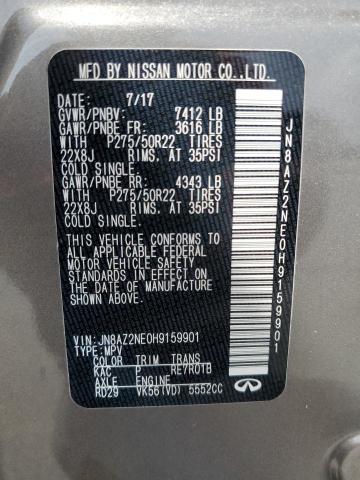 MFD BY NISSAN MOTOR CO.,LTD.
DATE: 7/17
GVWR/PNBV: 7412 LB
GAWR/PNBE FR: 3616 LB
WITH P275/50R22 TIRES
22X8J RIMS. AT 35PSI
COLD SINGLE.
GAWR/PNBE RR: 4343 LB
WITH P275/50R22 TIRES
22X8J RIMS. AT 35PSI
COLD SINGLE.
THIS VEHICLE CONFORMS TO
ALL APPLICABLE FEDERAL
MOTOR VEHICLE SAFETY
STANDARDS IN EFFECT ON
THE DATE OF MANUFACTURE
SHOWN ABOVE.
VIN: JN8AZ2NE0H9159901
TYPE: MPV
COLOR TRIM TRANS
KAC P RE7R01B
AXLE ENGINE
RD29 VK56(VD) 5552CC
INFINITI
JN8AZ2NE0H9159901